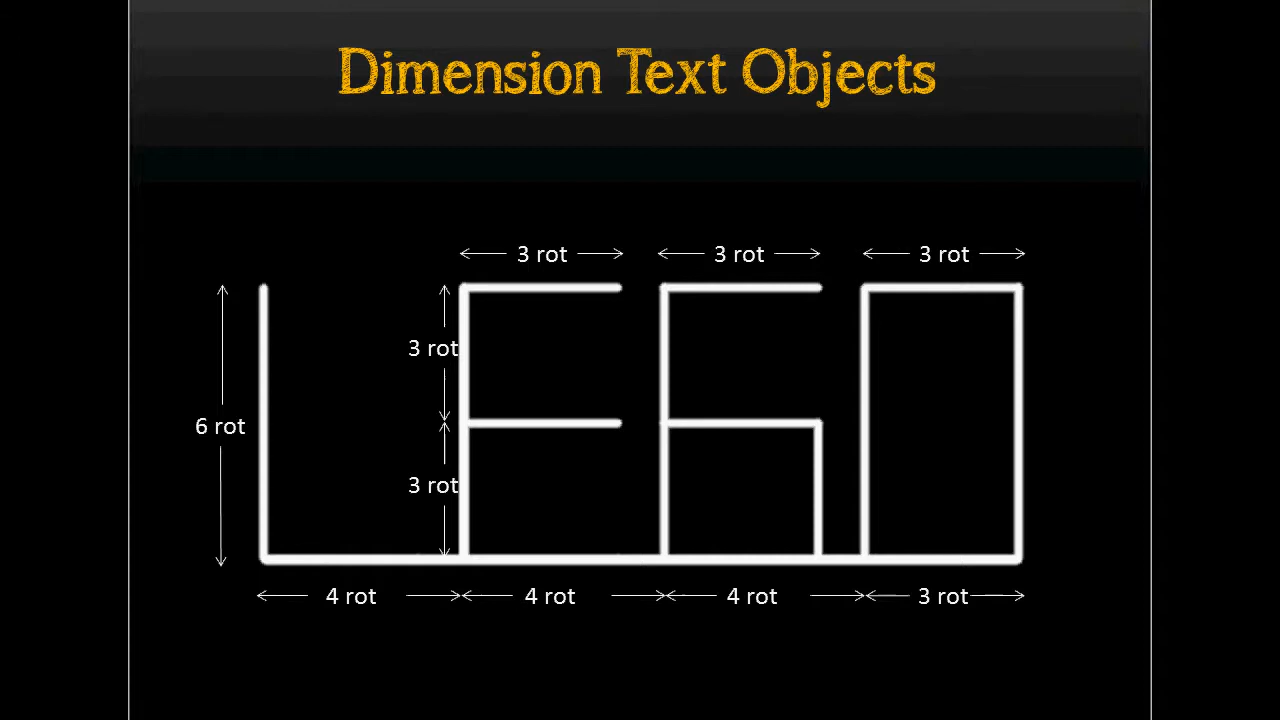 Dimension Text Objects
3 rot 3 rot 3 rot
3 rot
6 rot
3 rot
4 rot 4 rot 4 rot 3 rot